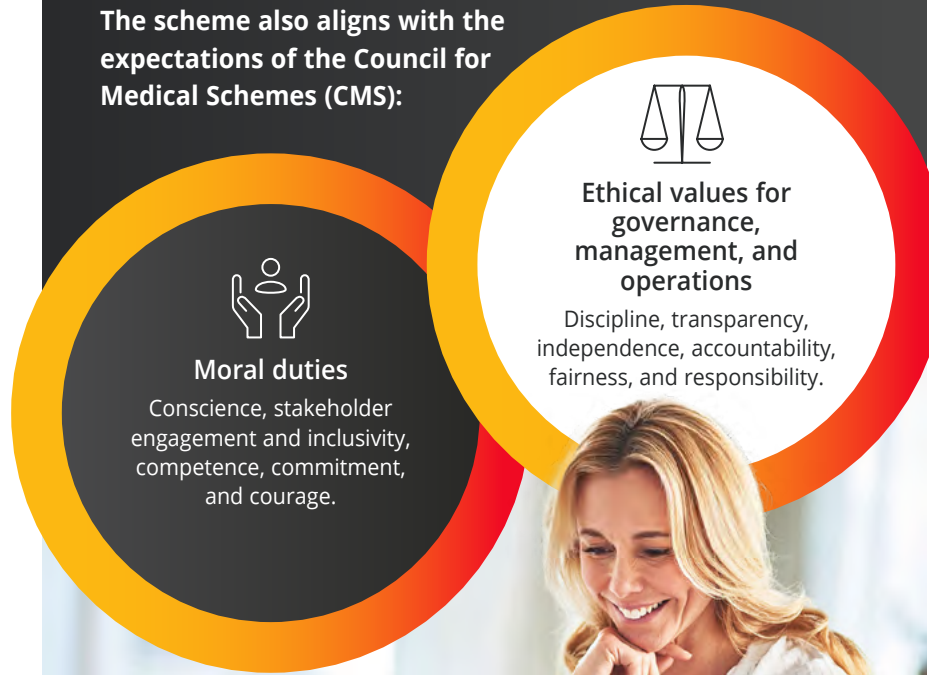 The scheme also aligns with the
expectations of the Council for
Medical Schemes (CMS):
Moral duties
Conscience, stakeholder
engagement and inclusivity,
competence, commitment,
and courage.
Ethical values for
governance,
management, and
operations
Discipline, transparency,
independence, accountability,
fairness, and responsibility.